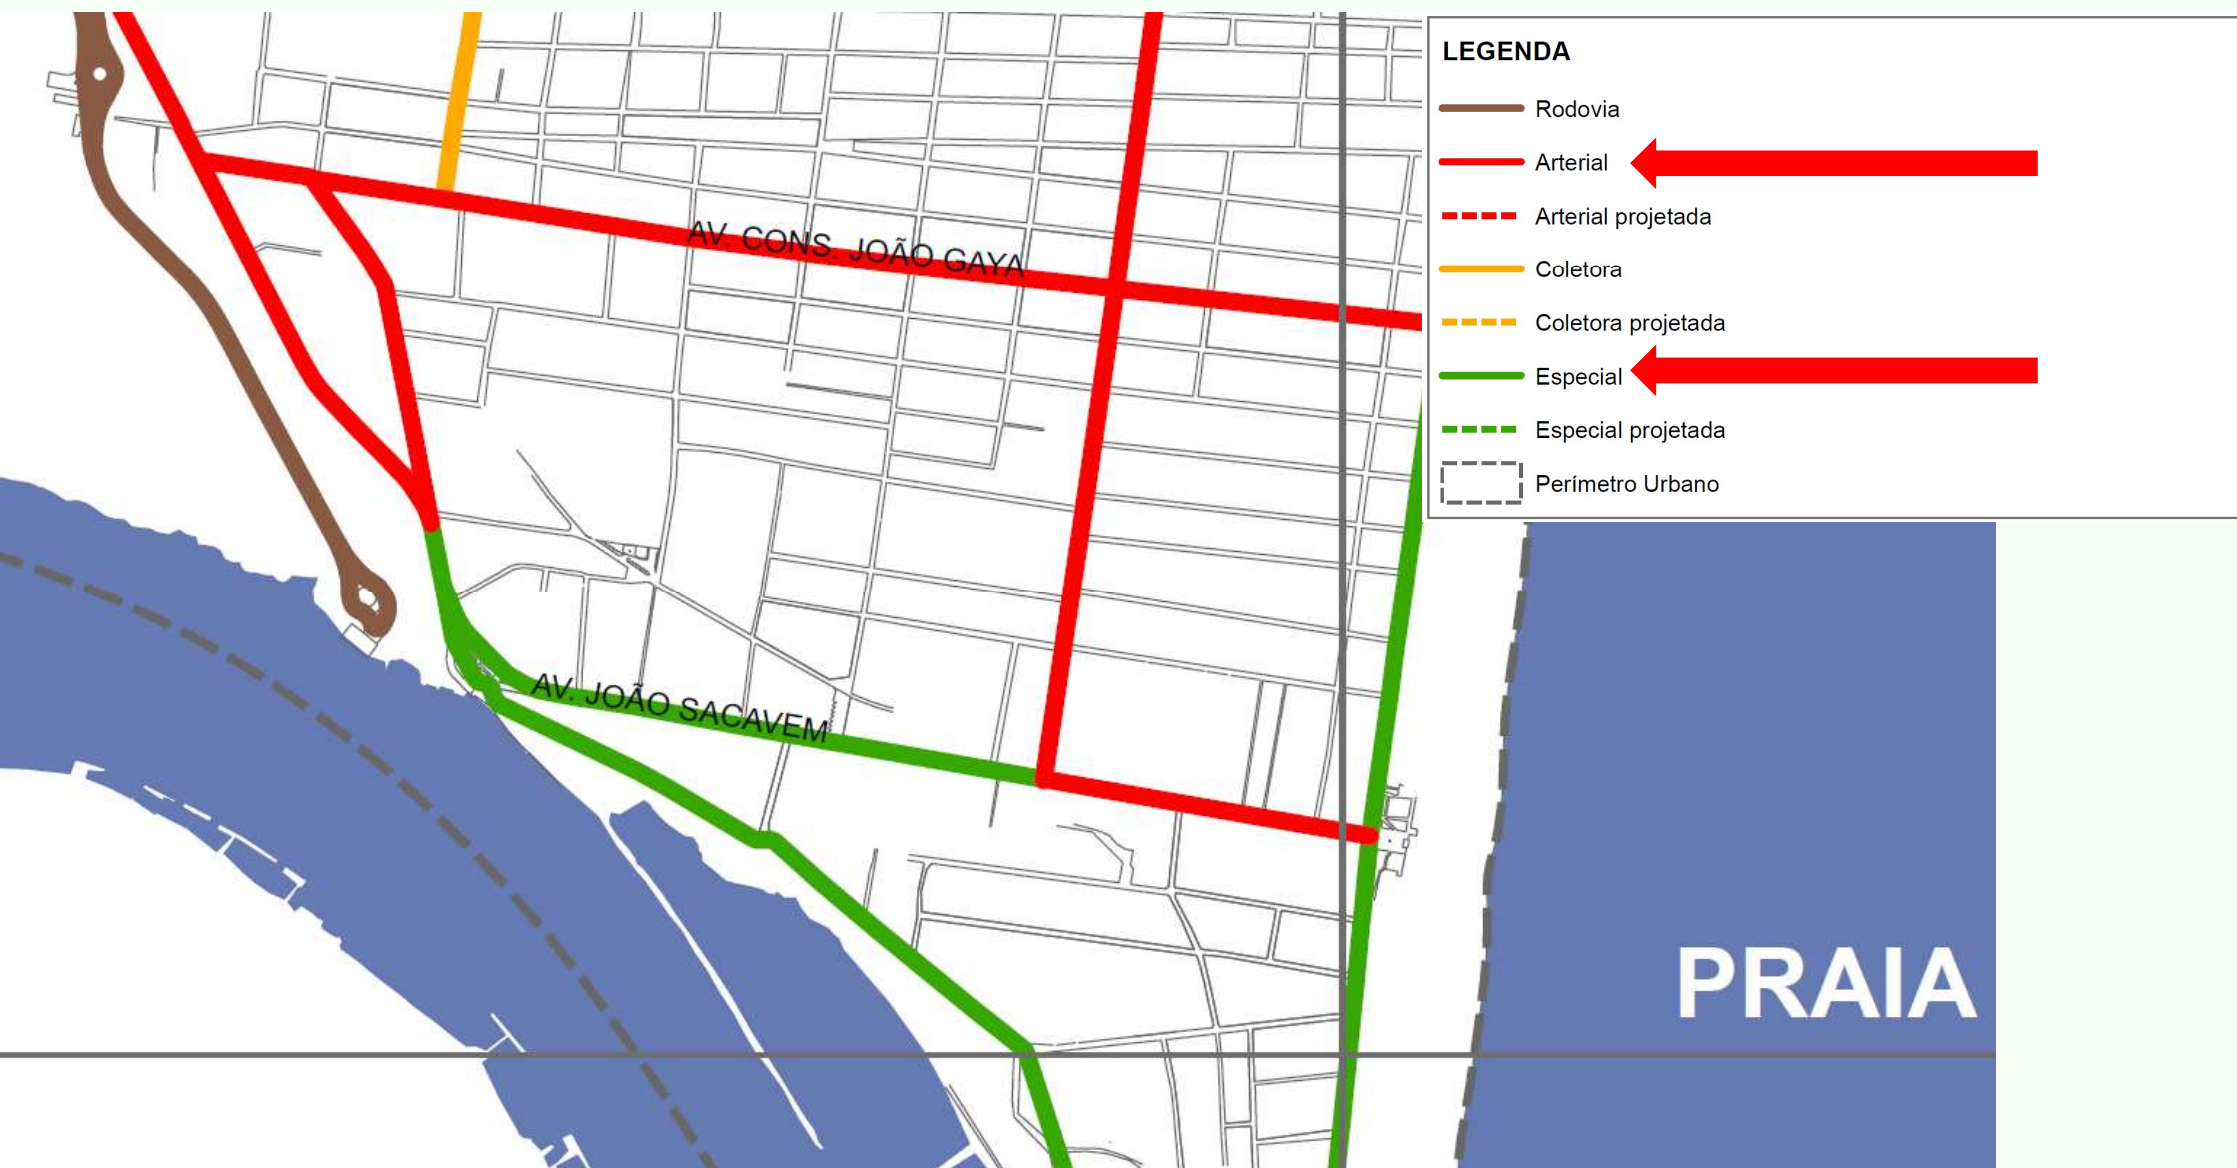 AV. CONS. JOÃO GAYA
AV. JOÃO SACAVEM
PRAIA
LEGENDA
Rodovia
Arterial
Arterial projetada
Coletora
Coletora projetada
Especial
Especial projetada
Perímetro Urbano